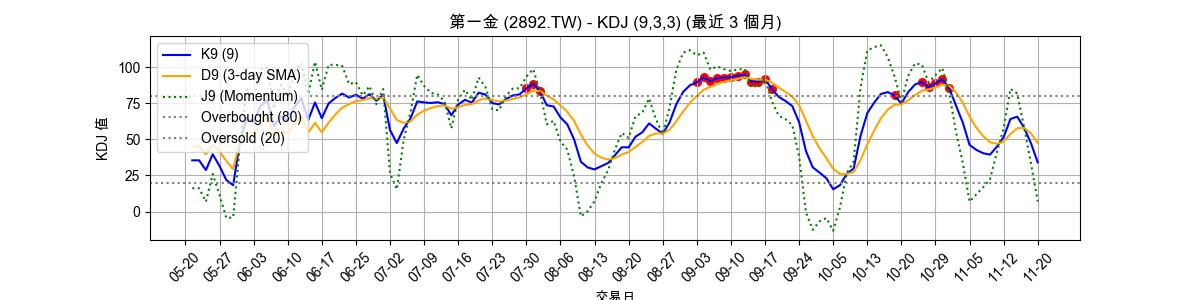 第一金 (2892.TW) - KDJ (9,3,3) (最近 3 個月)
KDJ 值
100
75
50
25
0
K9 (9)
D9 (3-day SMA)
J9 (Momentum)
Overbought (80)
Oversold (20)
05-20 05-27 06-03 06-10 06-17 06-25 07-02 07-09 07-16 07-23 07-30 08-06 08-13 08-20 08-27 09-03 09-10 09-17 09-24 10-05 10-13 10-20 10-29 11-05 11-12 11-20
交易日